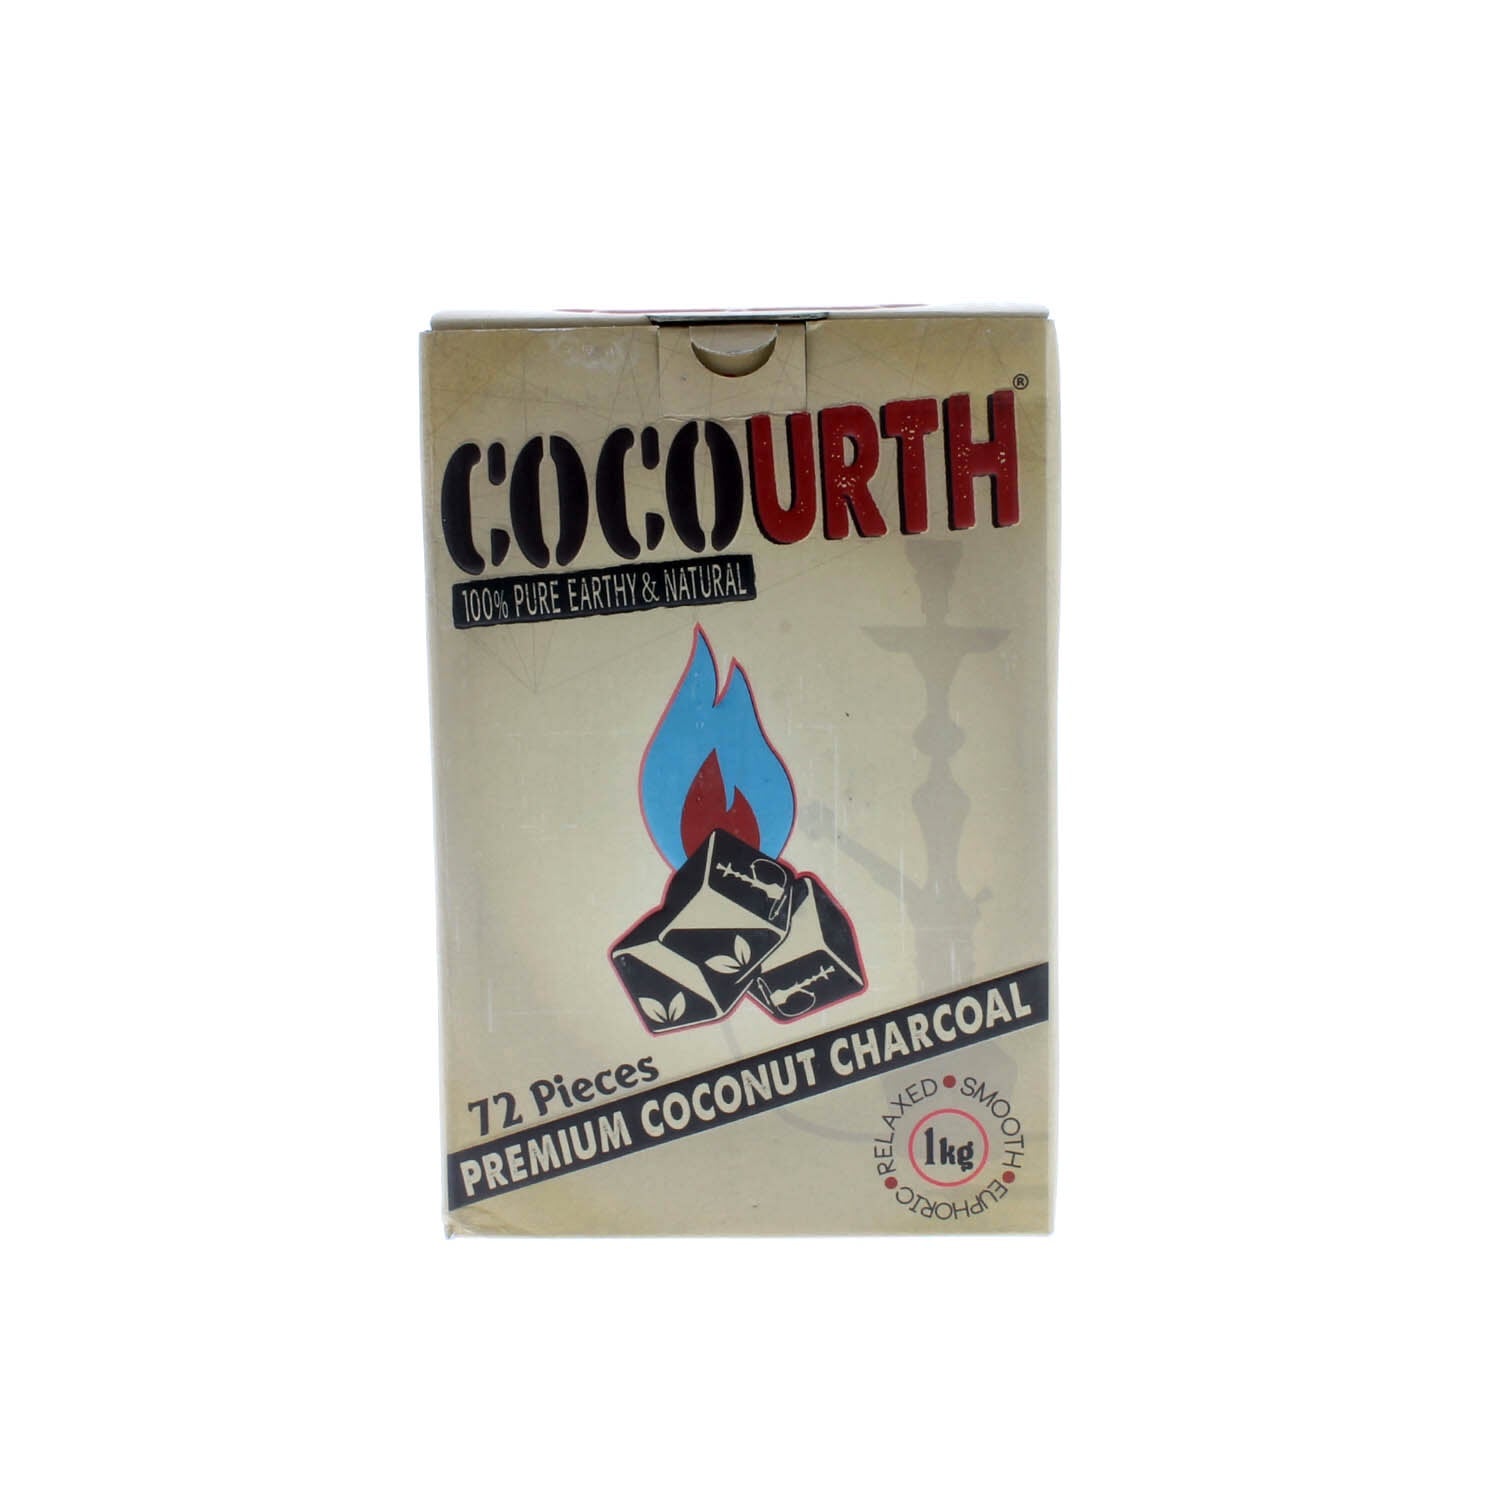 COCOURTH®
100% PURE EARTHY & NATURAL
72 Pieces
PREMIUM COCONUT CHARCOAL
RELAXED • SMOOTH • EUPHORIC •
1kg